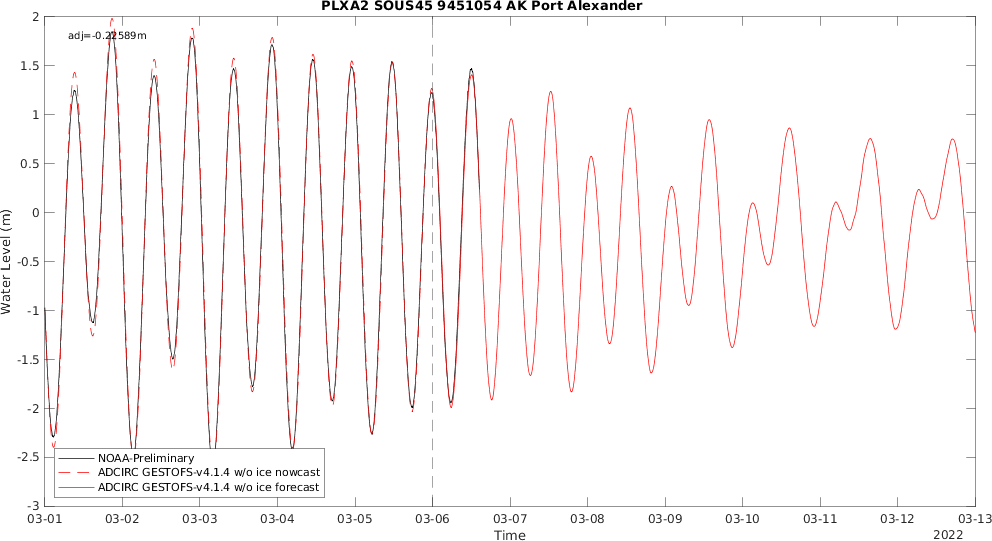 PLXA2 SOUS45 9451054 AK Port Alexander
adj=-0.22589m
2
1.5
1
0.5
0
-0.5
-1
-1.5
-2
-2.5
-3
Water Level (m)
NOAA-Preliminary
ADCIRC GESTOFS-v4.1.4 w/o ice nowcast
ADCIRC GESTOFS-v4.1.4 w/o ice forecast
03-01 03-02 03-03 03-04 03-05 03-06 03-07 03-08 03-09 03-10 03-11 03-12 03-13
Time
2022